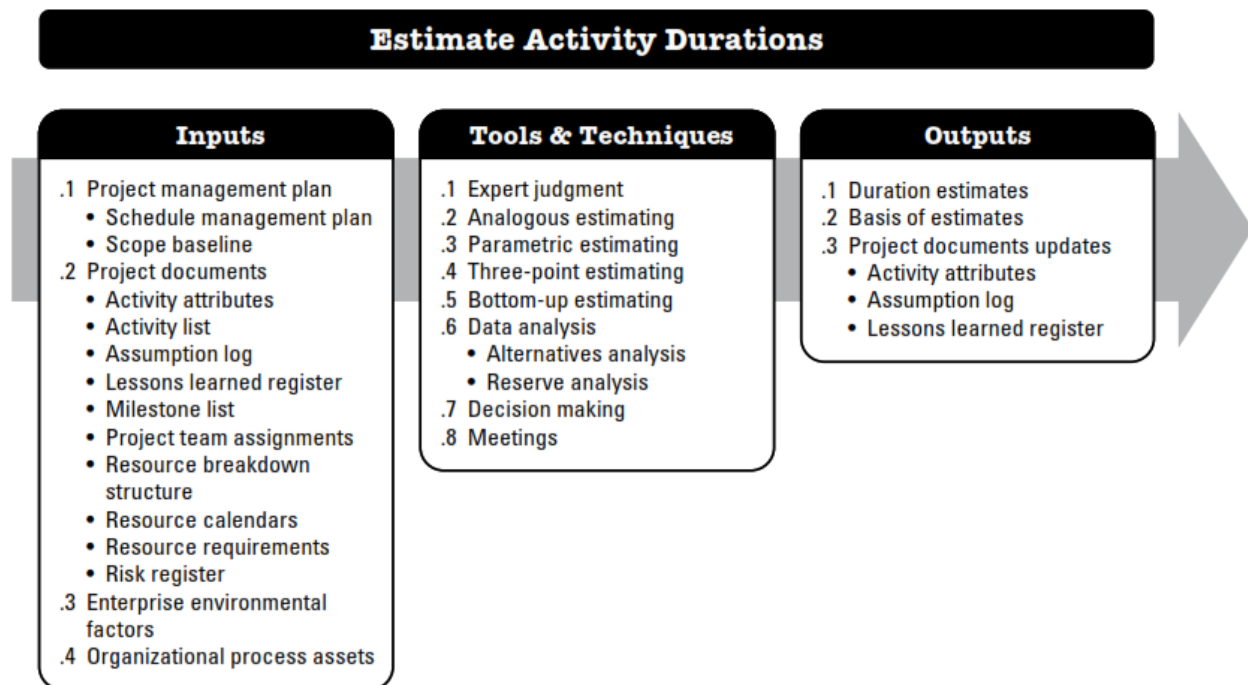 Estimate Activity Durations
Inputs
.1 Project management plan
• Schedule management plan
• Scope baseline
.2 Project documents
• Activity attributes
• Activity list
• Assumption log
• Lessons learned register
• Milestone list
• Project team assignments
• Resource breakdown
structure
• Resource calendars
• Resource requirements
• Risk register
.3 Enterprise environmental
factors
.4 Organizational process assets
Tools & Techniques
.1 Expert judgment
.2 Analogous estimating
.3 Parametric estimating
.4 Three-point estimating
.5 Bottom-up estimating
.6 Data analysis
• Alternatives analysis
• Reserve analysis
.7 Decision making
.8 Meetings
Outputs
.1 Duration estimates
.2 Basis of estimates
.3 Project documents updates
• Activity attributes
• Assumption log
• Lessons learned register